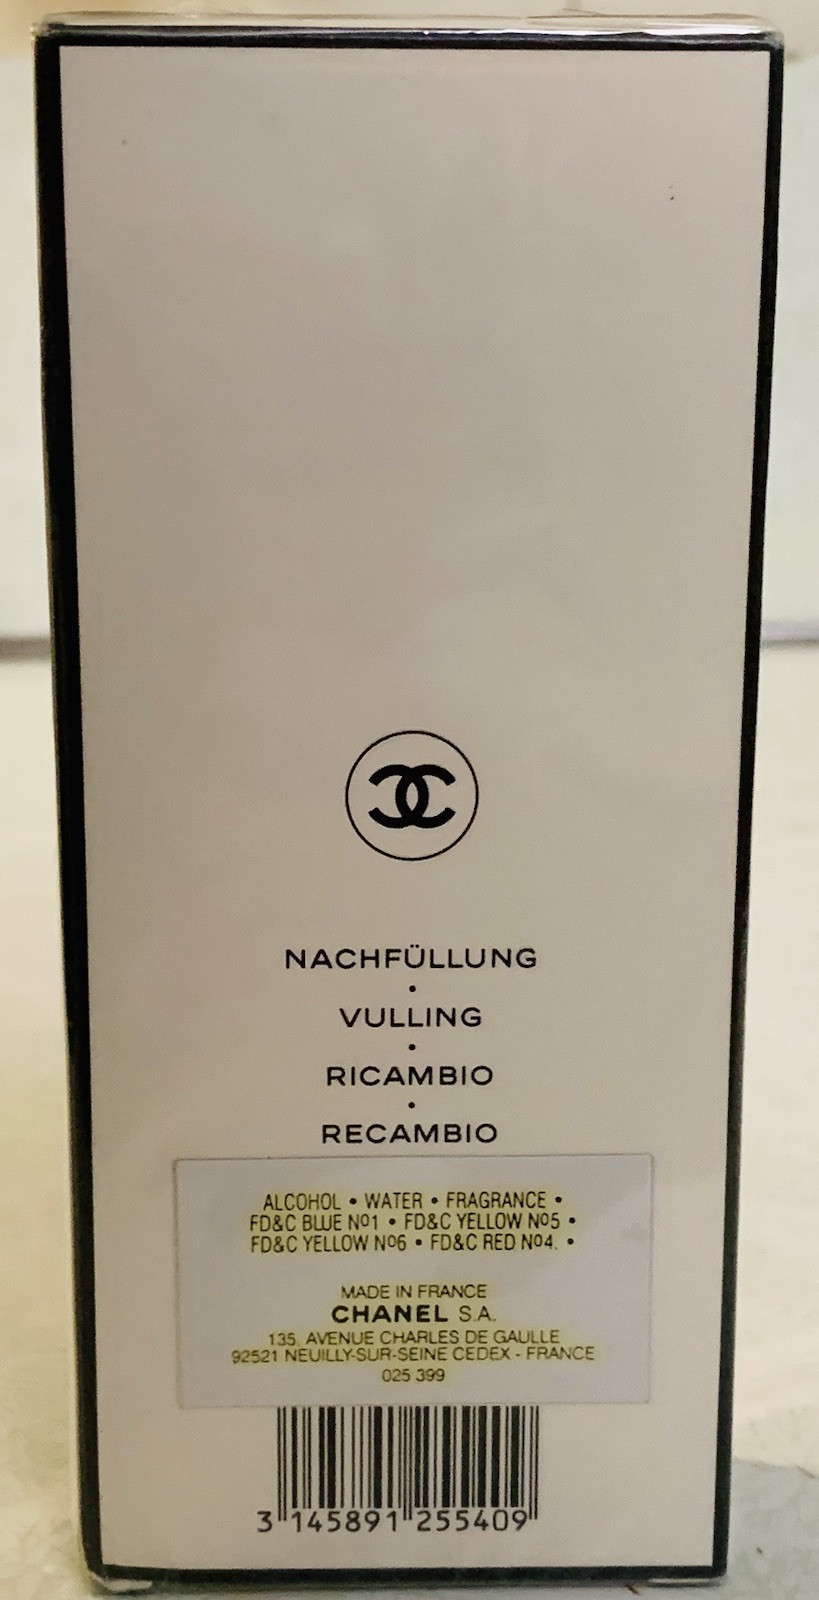 NACHFÜLLUNG
•
VULLING
•
RICAMBIO
•
RECAMBIO
ALCOHOL • WATER • FRAGRANCE •
FD&C BLUE Nº1 • FD&C YELLOW Nº5 •
FD&C YELLOW Nº6 • FD&C RED Nº4. •
MADE IN FRANCE
CHANEL S.A.
135, AVENUE CHARLES DE GAULLE
92521 NEUILLY-SUR-SEINE CEDEX - FRANCE
025 399
3 145891 255409